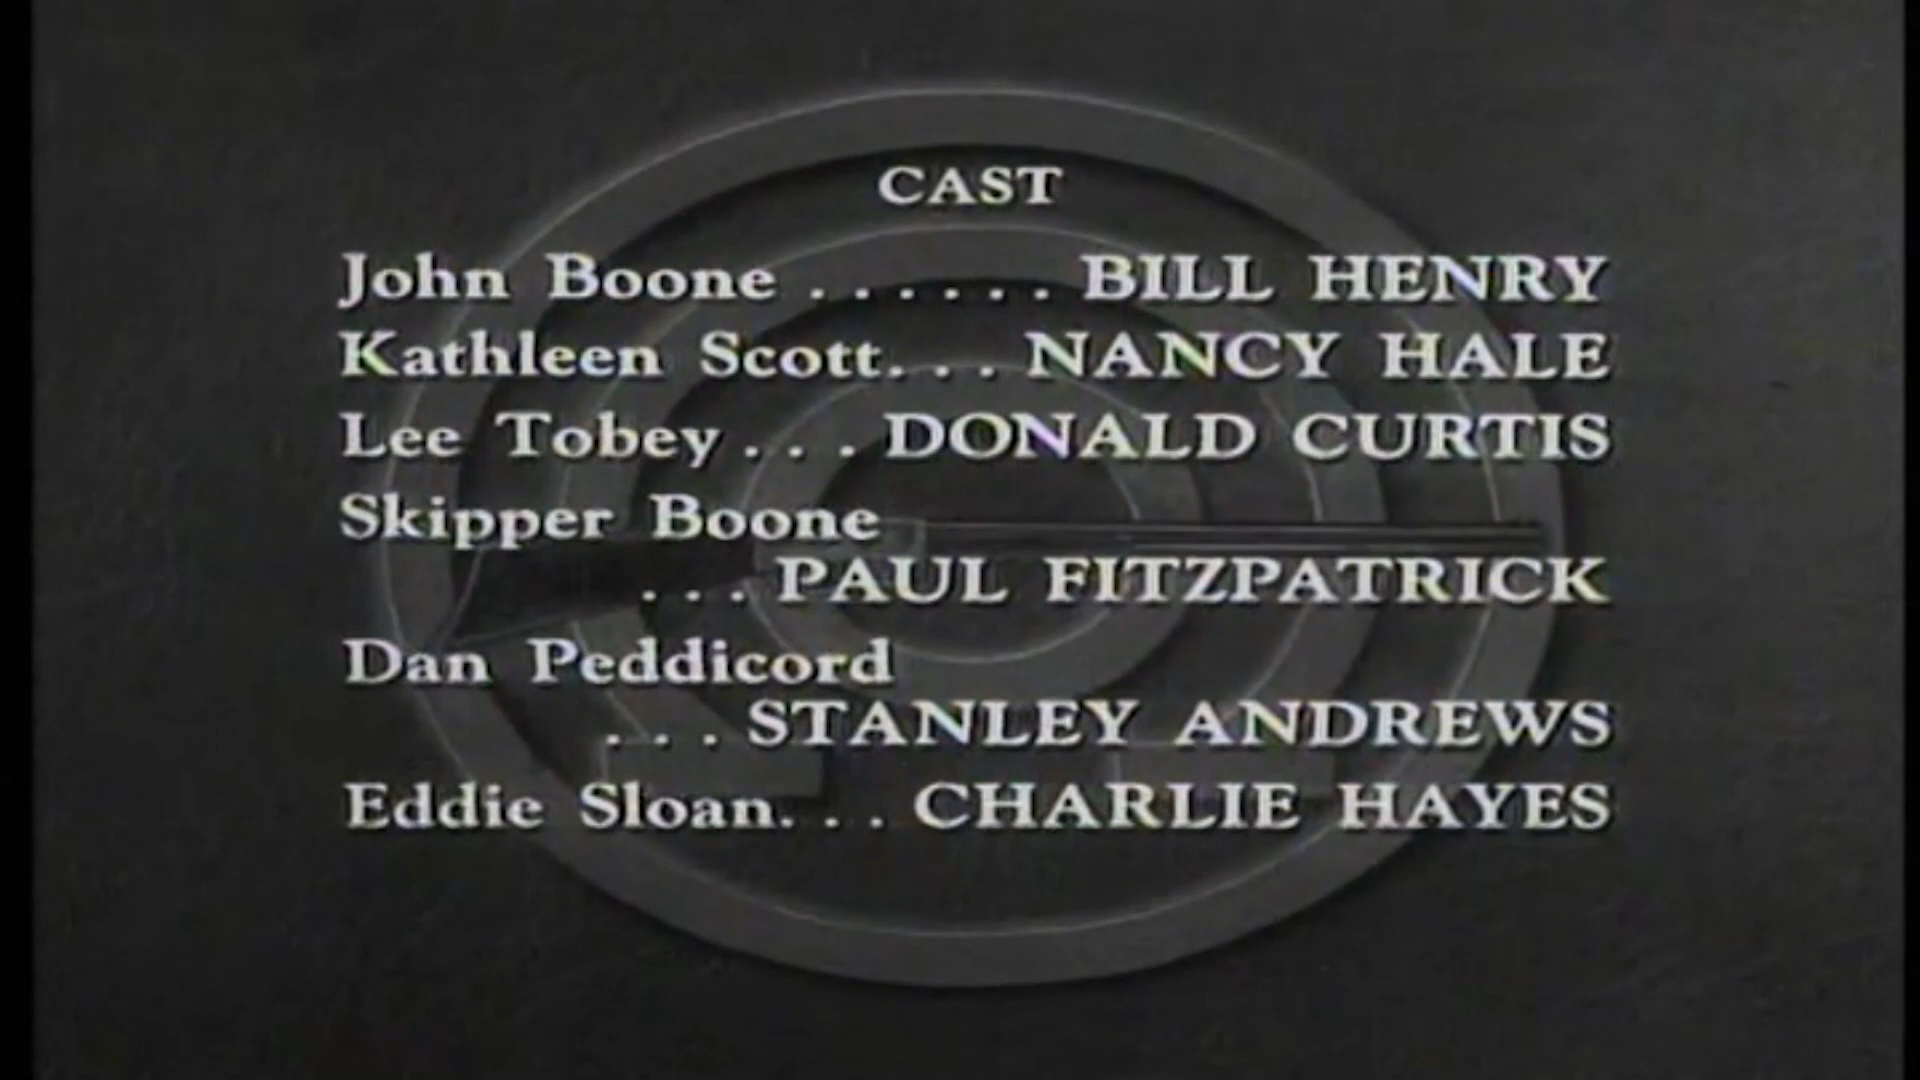 CAST
John Boone . . . . . . BILL HENRY
Kathleen Scott. . . NANCY HALE
Lee Tobey . . . DONALD CURTIS
Skipper Boone
. . . PAUL FITZPATRICK
Dan Peddicord
. . . STANLEY ANDREWS
Eddie Sloan. . . CHARLIE HAYES